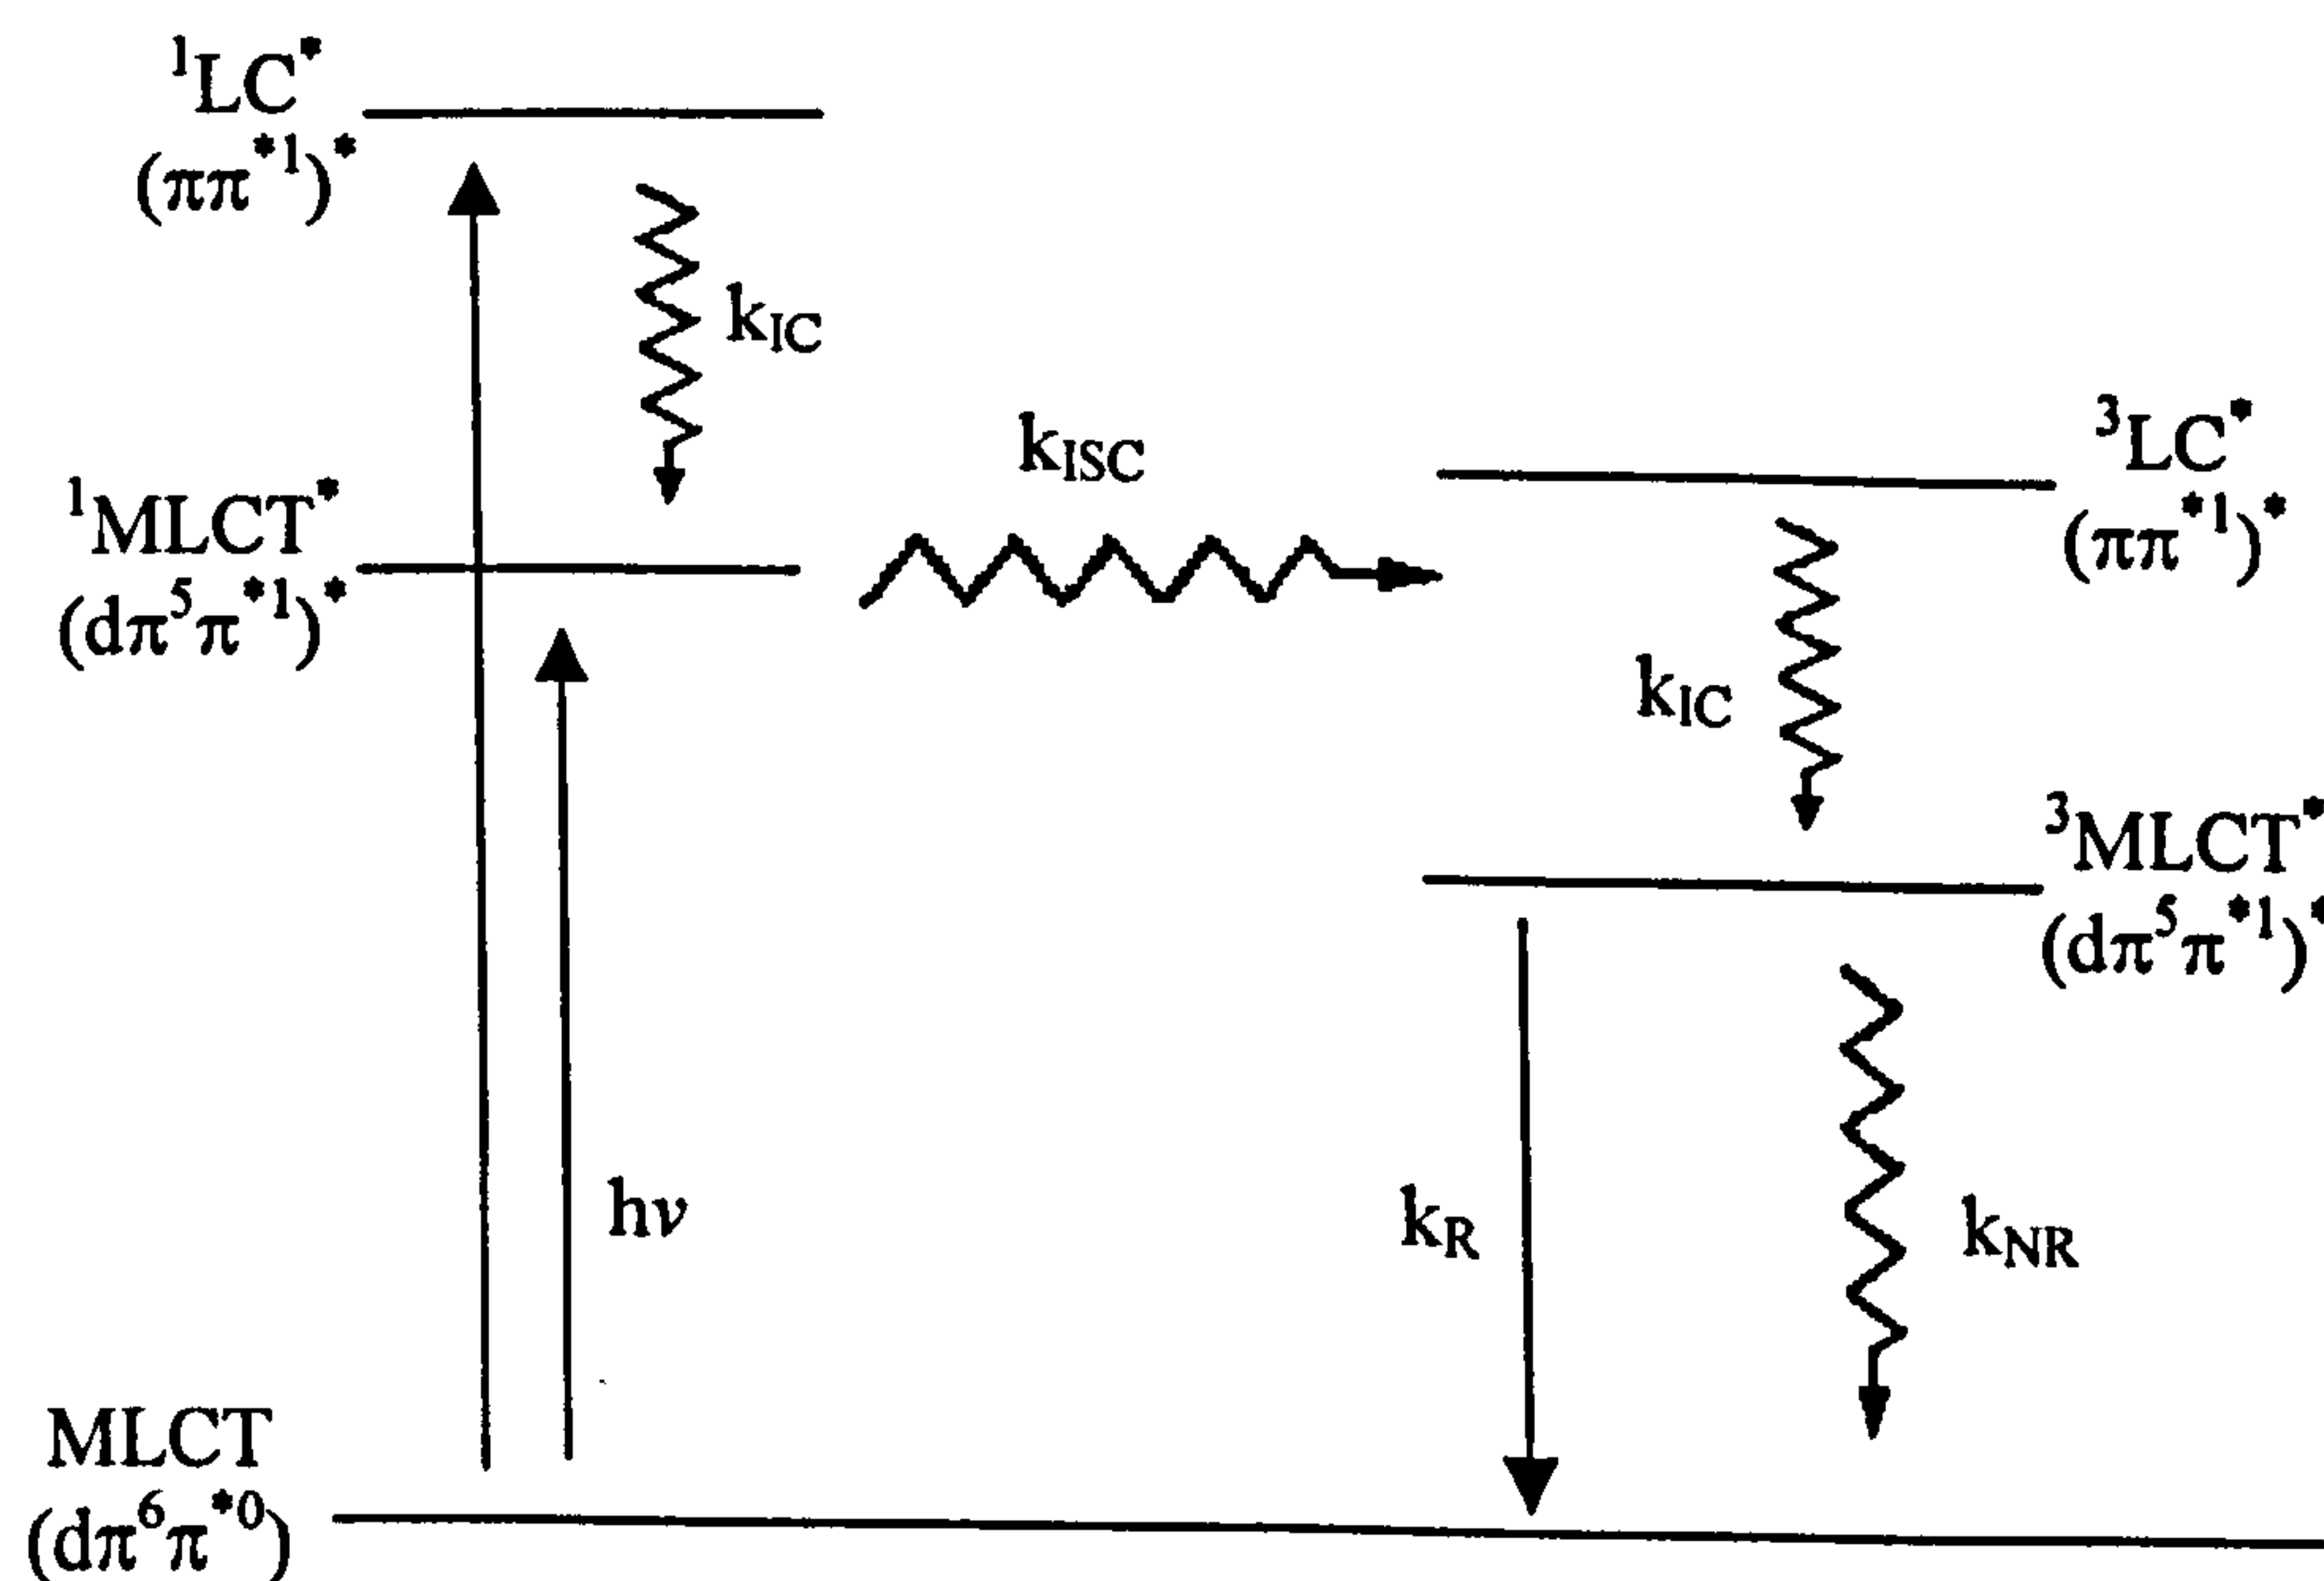 ¹LC*
(ππ*¹)*
k_IC
k_ISC
³LC*
(ππ*¹)*
¹MLCT*
(dπ⁵π*¹)*
k_IC
³MLCT*
(dπ⁵π*¹)*
hν
k_R
k_NR
MLCT
(dπ⁶π*⁰)